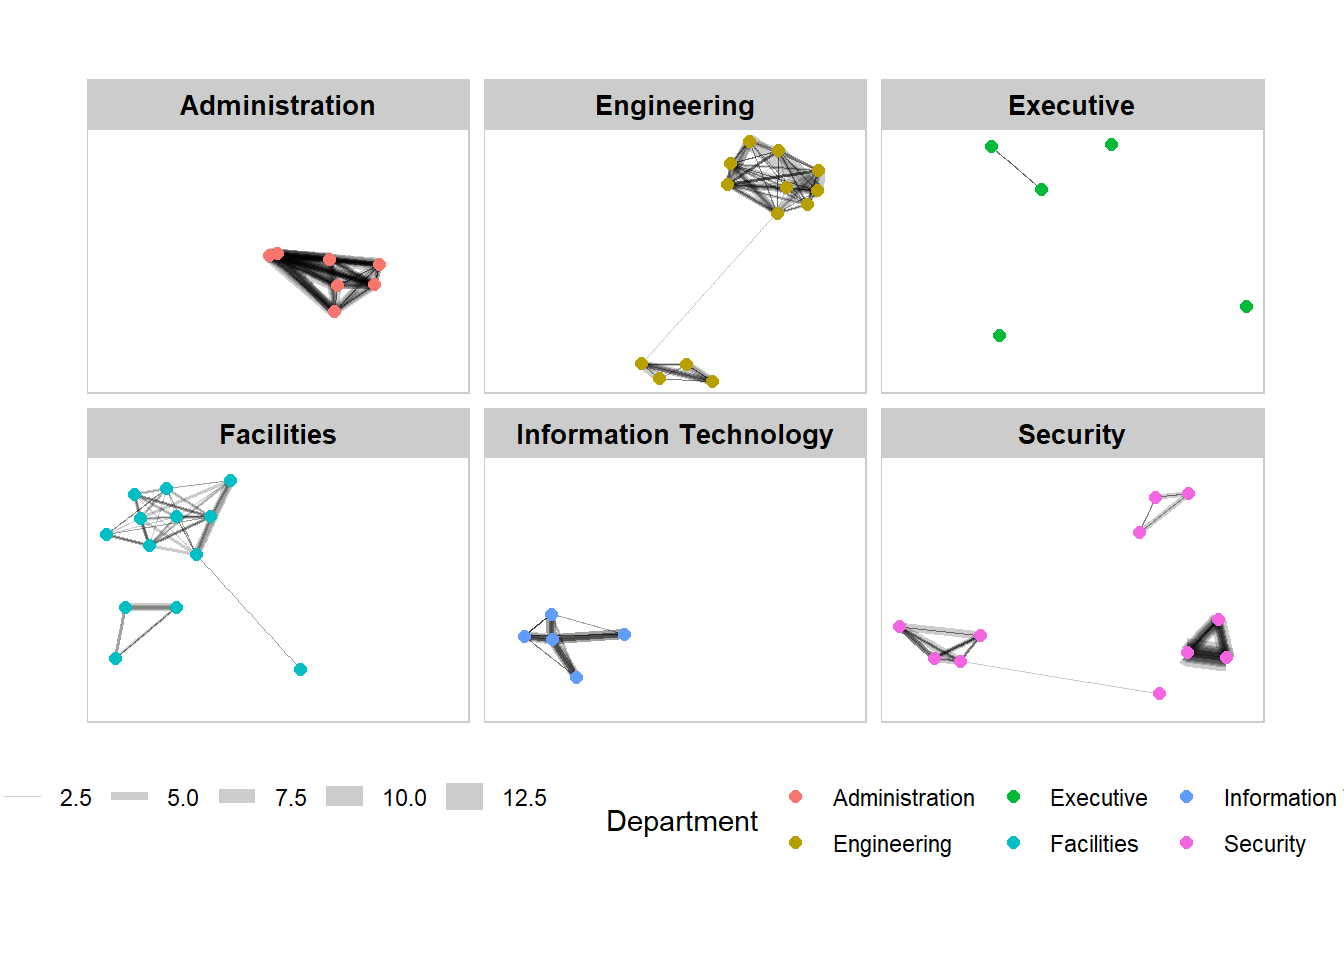 Administration
Engineering
Executive
Facilities
Information Technology
Security
2.5
5.0
7.5
10.0
12.5
Department
Administration
Executive
Information
Engineering
Facilities
Security